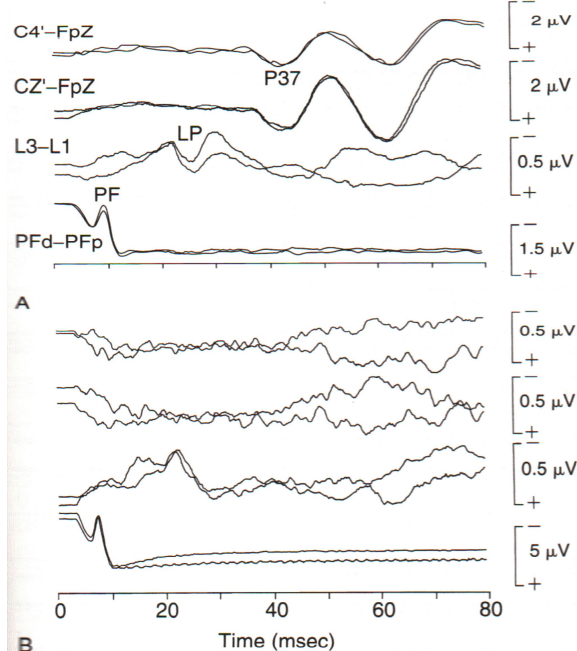 C4'–FpZ
2 µV
P37
CZ'–FpZ
2 µV
LP
L3–L1
0.5 µV
PF
PFd–PFp
1.5 µV
A
0.5 µV
0.5 µV
0.5 µV
5 µV
0 20 40 60 80
Time (msec)
B